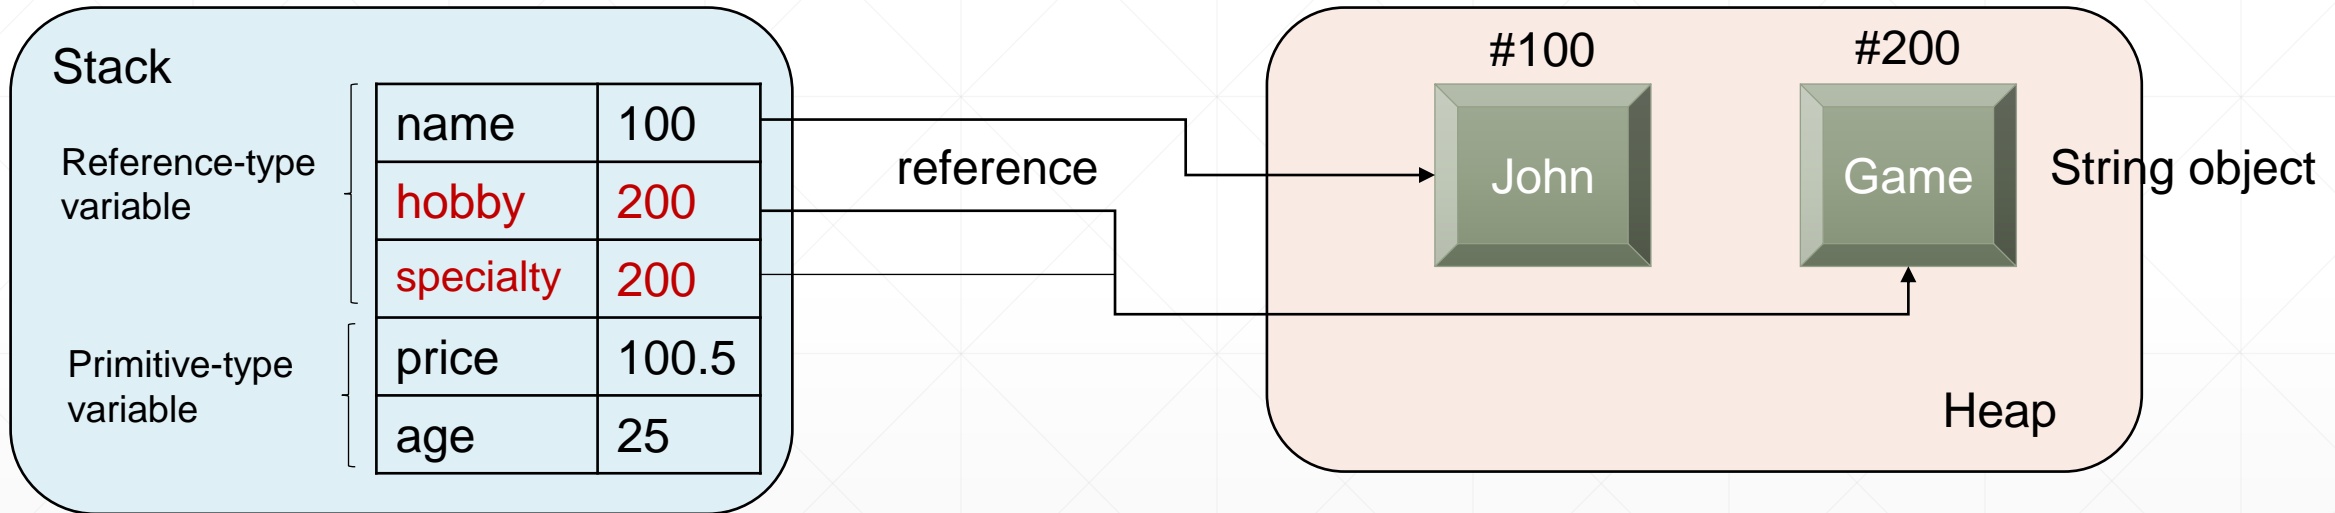 Stack
Reference-type
variable
Primitive-type
variable
name 100
hobby 200
specialty 200
price 100.5
age 25
reference
#100
#200
John
Game
String object
Heap